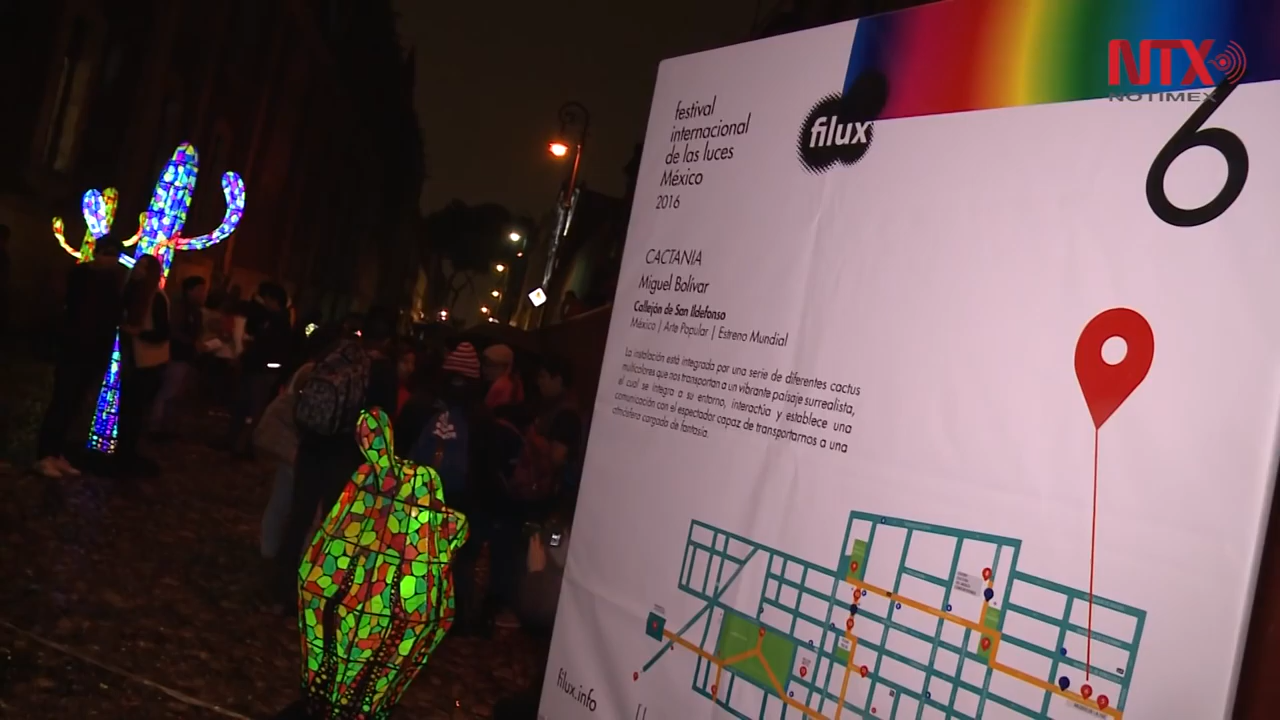 NTX
NOTIMEX
festival
internacional
de las luces
México
2016
filux
6
CACTANIA
Miguel Bolívar
Callejón de San Ildefonso
México | Arte Popular | Estreno Mundial
La instalación está integrada por una serie de diferentes cactus
multicolores que nos transportan a un vibrante paisaje surrealista,
el cual se integra a su entorno, interactúa y establece una
comunicación con el espectador capaz de transportarnos a una
atmósfera cargada de fantasía.
filux.info